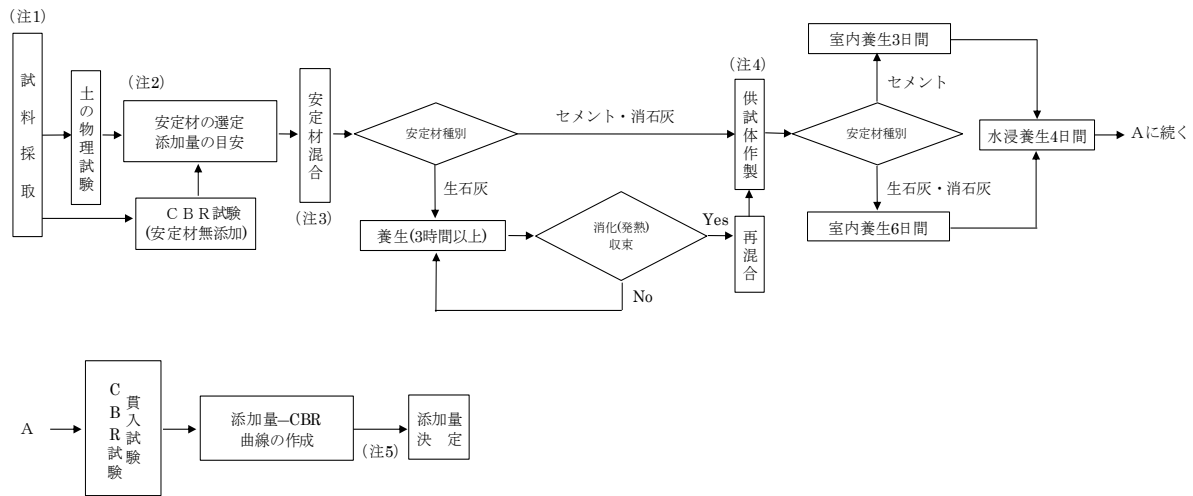 (注1)
試料採取
土の物理試験
(注2)
安定材の選定
添加量の目安
CBR試験
(安定材無添加)
安定材混合
(注3)
安定材種別
セメント・消石灰
生石灰
養生(3時間以上)
消化(発熱)
収束
Yes
No
再混合
(注4)
供試体作製
安定材種別
セメント
室内養生3日間
生石灰・消石灰
室内養生6日間
水浸養生4日間
Aに続く
A
CBR試験
貫入試験
添加量—CBR
曲線の作成
(注5)
添加量
決 定